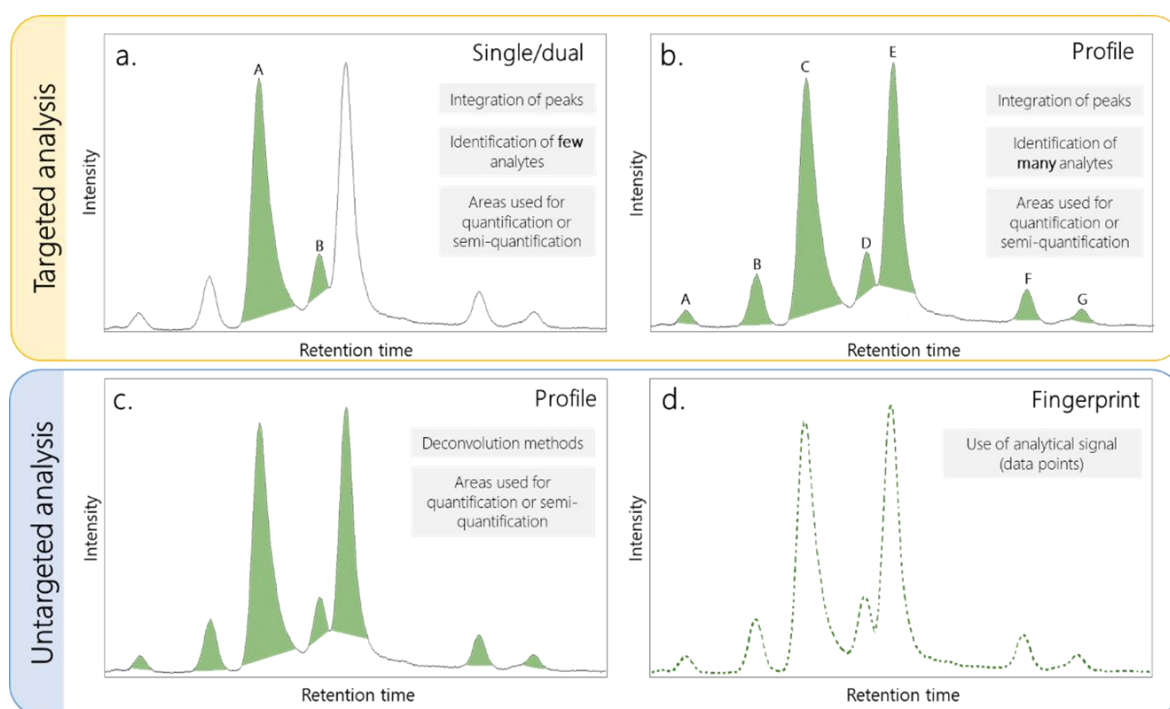 Targeted analysis
a.
Single/dual
A
B
Integration of peaks
Identification of few
analytes
Areas used for
quantification or
semi-quantification
Intensity
Retention time
b.
Profile
A
B
C
D
E
F
G
Integration of peaks
Identification of
many analytes
Areas used for
quantification or
semi-quantification
Intensity
Retention time
Untargeted analysis
c.
Profile
Deconvolution methods
Areas used for
quantification or semi-
quantification
Intensity
Retention time
d.
Fingerprint
Use of analytical signal
(data points)
Intensity
Retention time